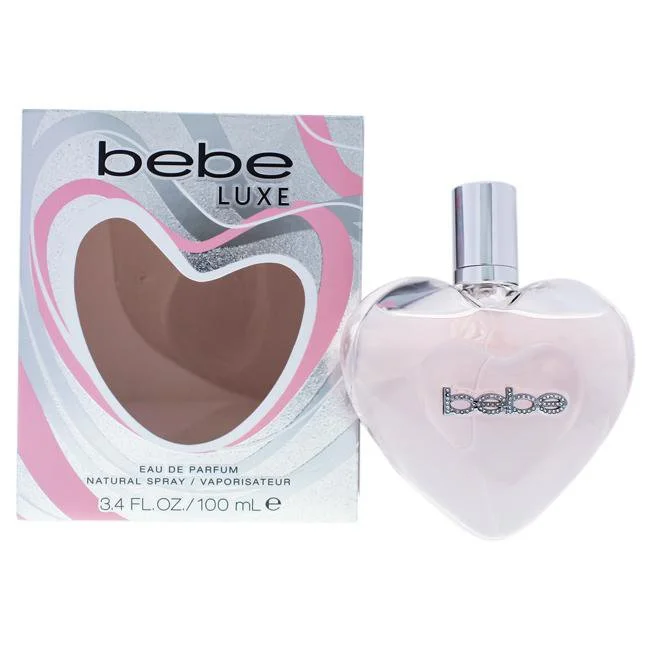 bebe
LUXE
EAU DE PARFUM
NATURAL SPRAY / VAPORISATEUR
3.4 FL.OZ./100 mL ℮
bebe